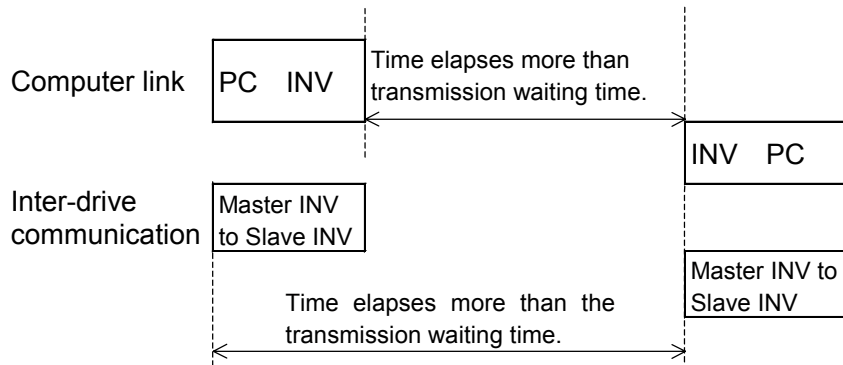 Computer link
PC INV
Time elapses more than
transmission waiting time.
INV PC
Inter-drive
communication
Master INV
to Slave INV
Master INV to
Slave INV
Time elapses more than the
transmission waiting time.